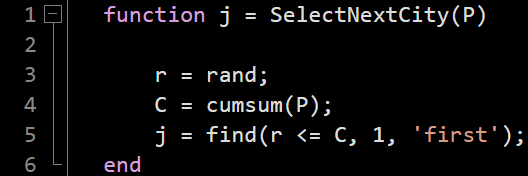 1 function j = SelectNextCity(P)
2
3 r = rand;
4 C = cumsum(P);
5 j = find(r <= C, 1, 'first');
6 end